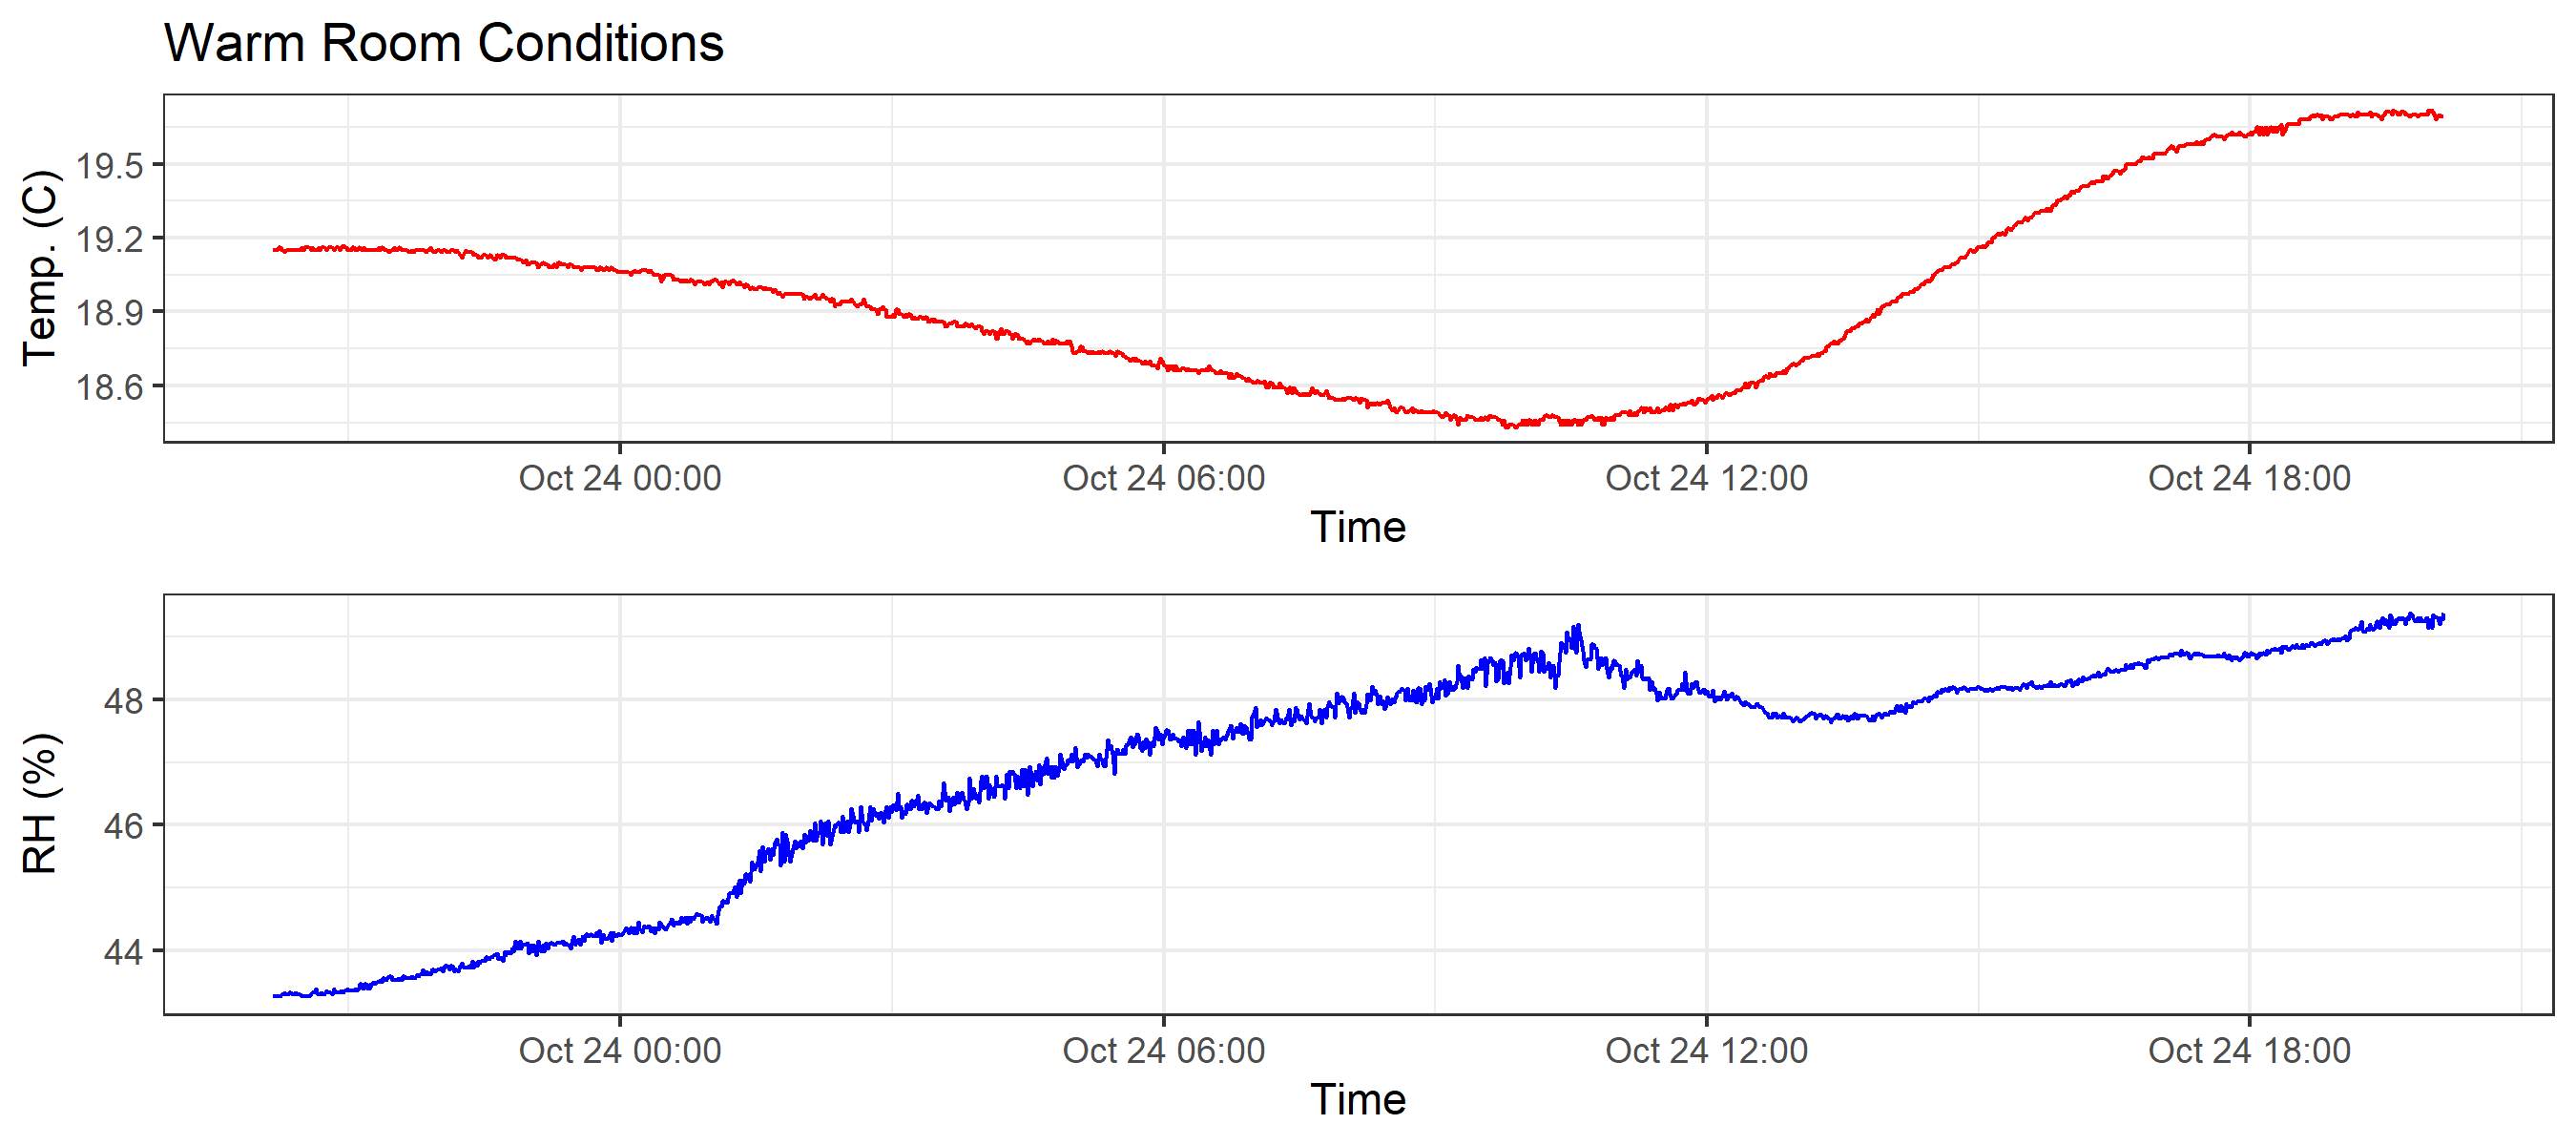 Warm Room Conditions
Temp. (C)
19.5
19.2
18.9
18.6
Oct 24 00:00 Oct 24 06:00 Oct 24 12:00 Oct 24 18:00
Time
RH (%)
48
46
44
Oct 24 00:00 Oct 24 06:00 Oct 24 12:00 Oct 24 18:00
Time